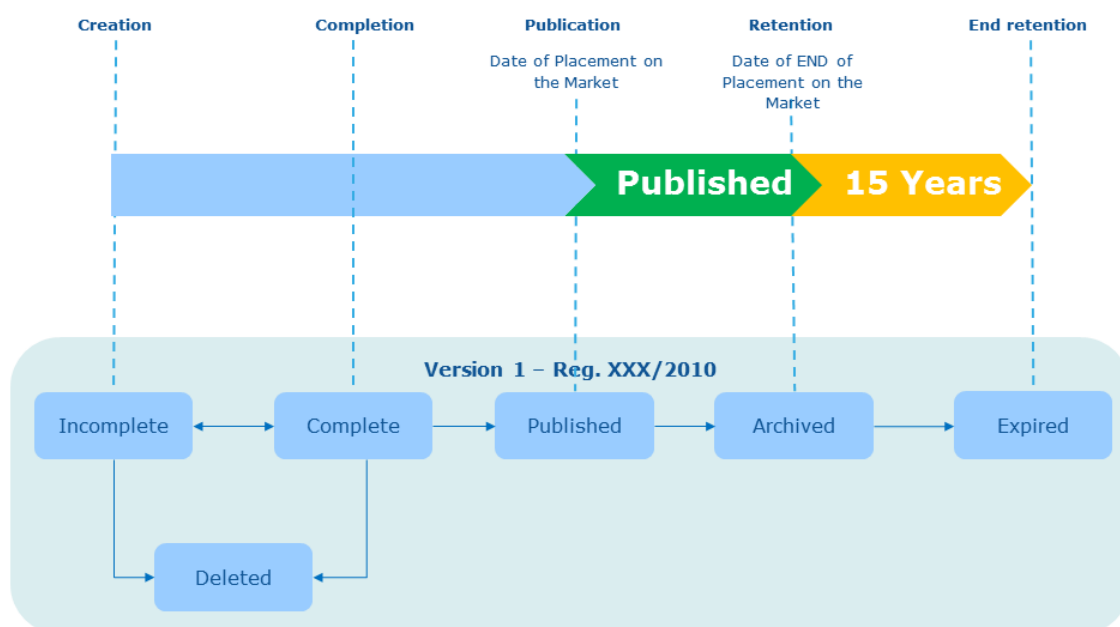 Creation
Completion
Publication
Retention
End retention
Date of Placement on
the Market
Date of END of
Placement on the
Market
Published
15 Years
Version 1 – Reg. XXX/2010
Incomplete
Complete
Published
Archived
Expired
Deleted